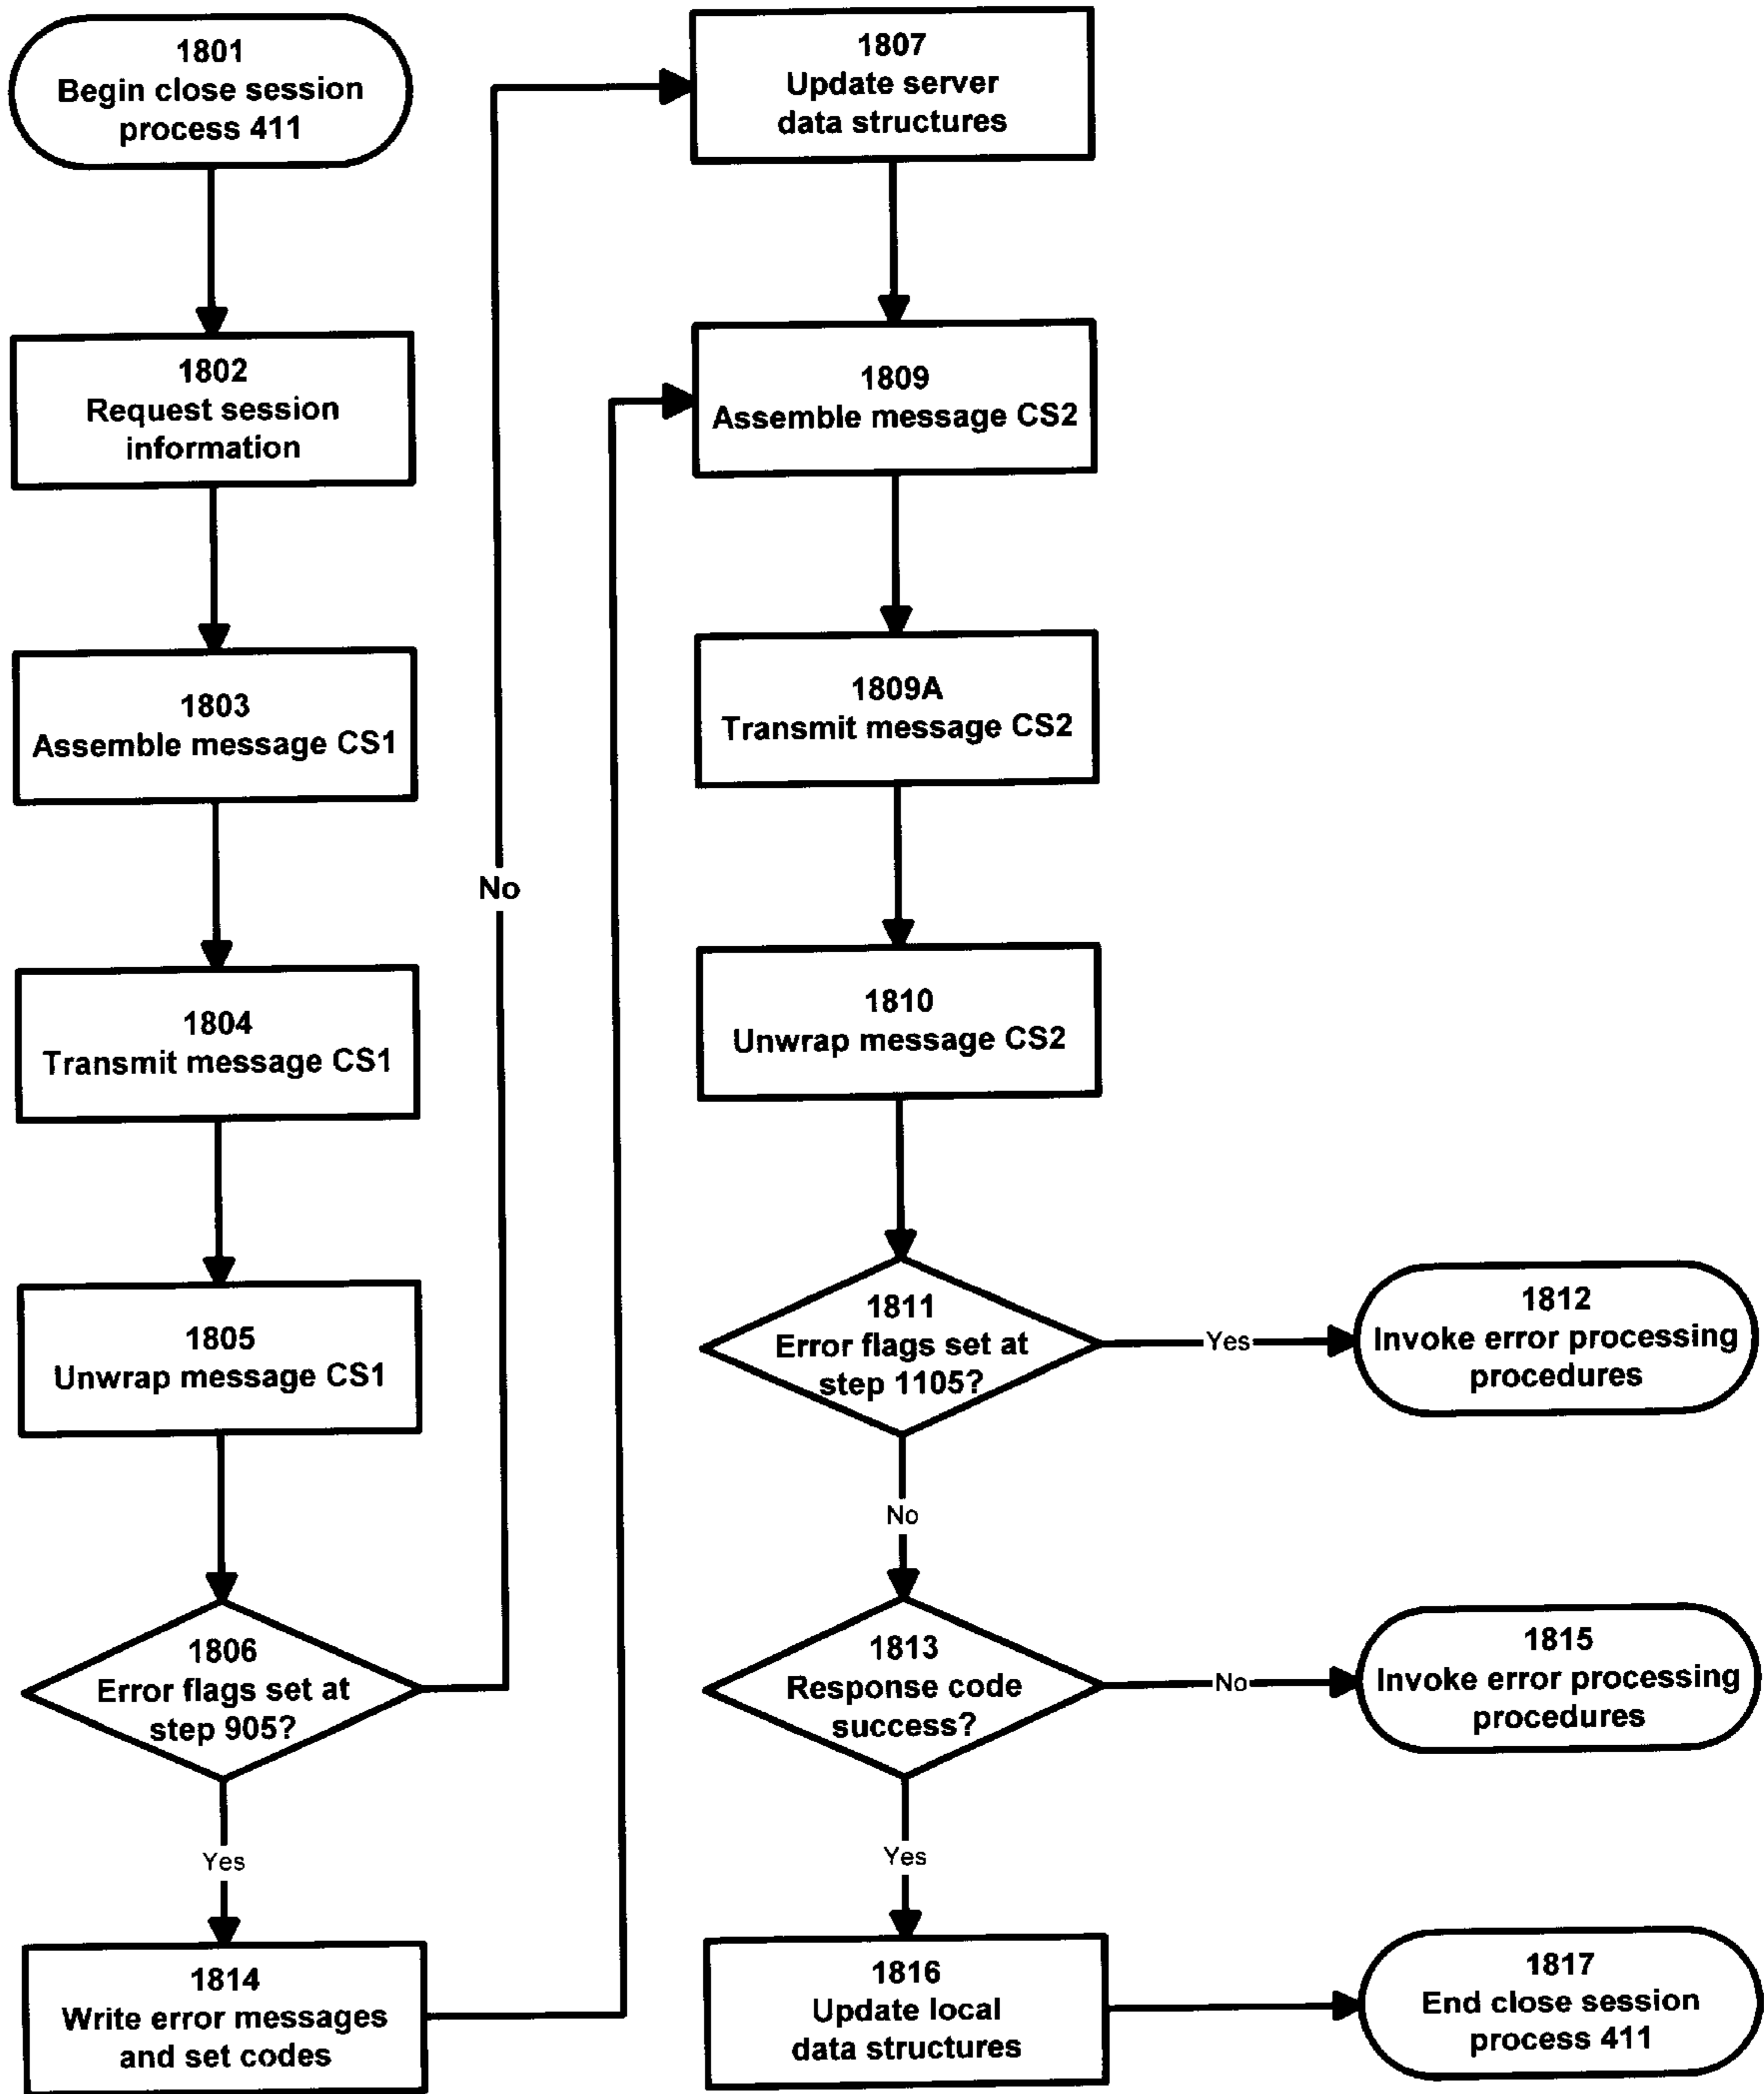 1801
Begin close session
process 411
1802
Request session
information
1803
Assemble message CS1
1804
Transmit message CS1
1805
Unwrap message CS1
1806
Error flags set at
step 905?
No
Yes
1814
Write error messages
and set codes
1807
Update server
data structures
1809
Assemble message CS2
1809A
Transmit message CS2
1810
Unwrap message CS2
1811
Error flags set at
step 1105?
Yes
1812
Invoke error processing
procedures
No
1813
Response code
success?
No
1815
Invoke error processing
procedures
Yes
1816
Update local
data structures
1817
End close session
process 411